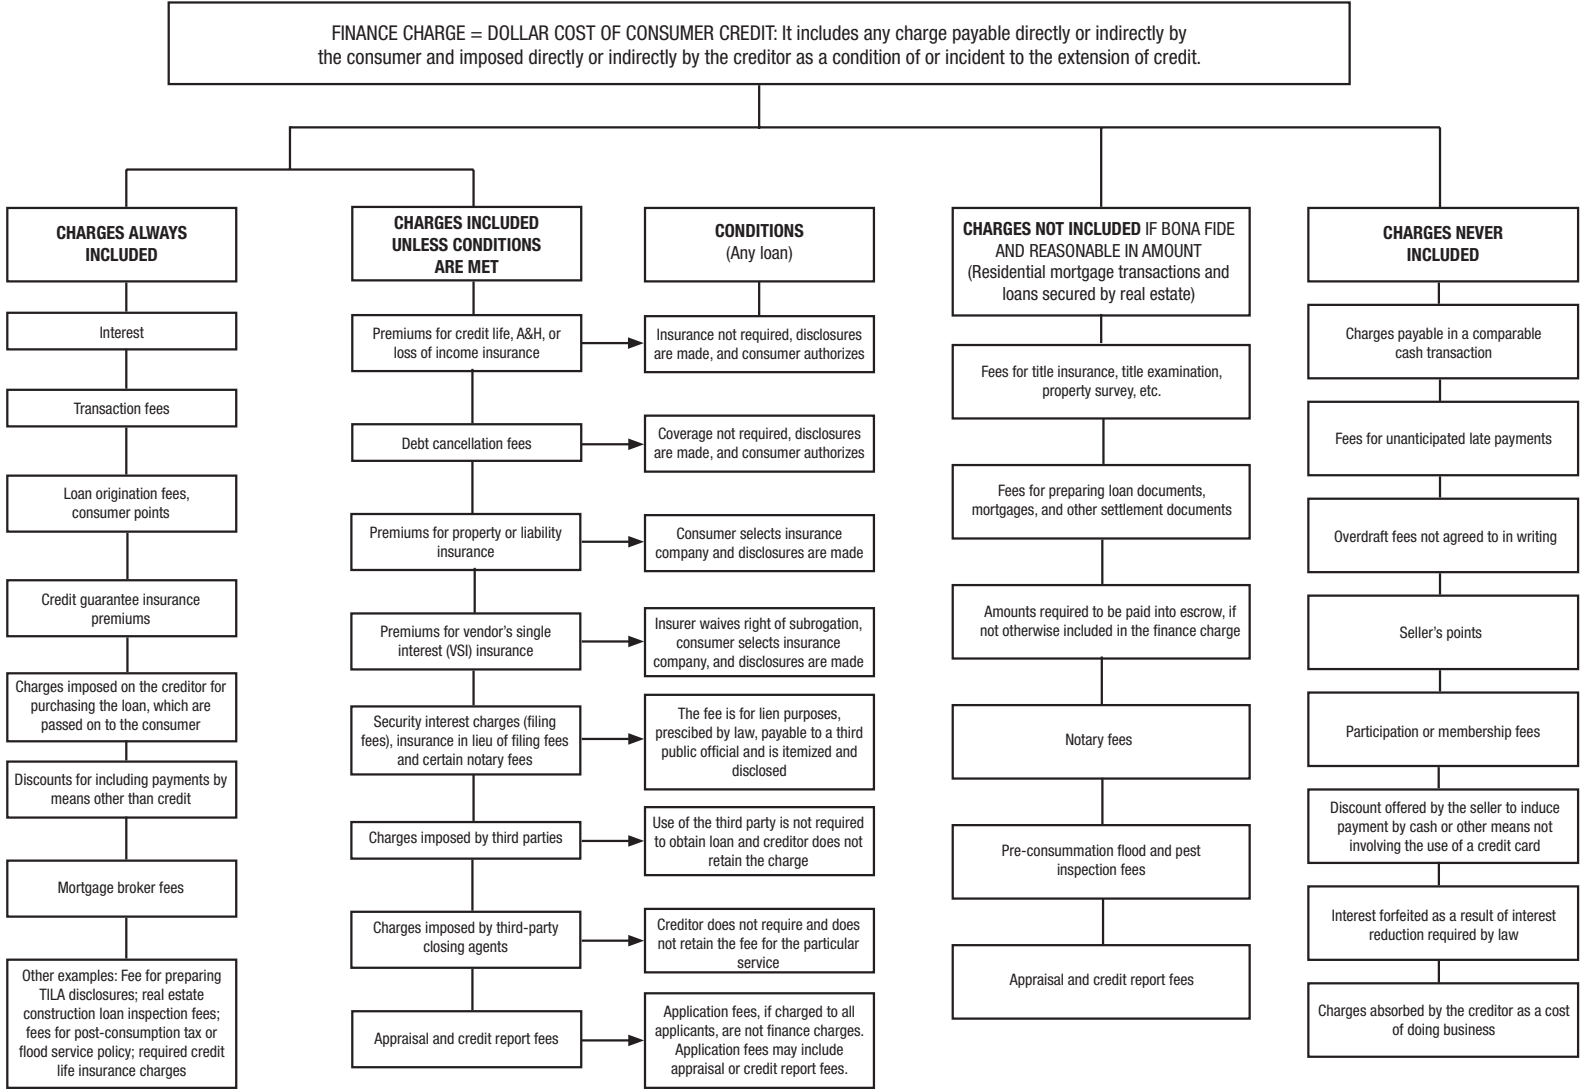 FINANCE CHARGE = DOLLAR COST OF CONSUMER CREDIT: It includes any charge payable directly or indirectly by
the consumer and imposed directly or indirectly by the creditor as a condition of or incident to the extension of credit.
CHARGES ALWAYS
INCLUDED
Interest
Transaction fees
Loan origination fees,
consumer points
Credit guarantee insurance
premiums
Charges imposed on the creditor for
purchasing the loan, which are
passed on to the consumer
Discounts for including payments by
means other than credit
Mortgage broker fees
Other examples: Fee for preparing
TILA disclosures; real estate
construction loan inspection fees;
fees for post-consumption tax or
flood service policy; required credit
life insurance charges
CHARGES INCLUDED
UNLESS CONDITIONS
ARE MET
CONDITIONS
(Any loan)
Premiums for credit life, A&H, or
loss of income insurance
Insurance not required, disclosures
are made, and consumer authorizes
Debt cancellation fees
Coverage not required, disclosures
are made, and consumer authorizes
Premiums for property or liability
insurance
Consumer selects insurance
company and disclosures are made
Premiums for vendor's single
interest (VSI) insurance
Insurer waives right of subrogation,
consumer selects insurance
company, and disclosures are made
Security interest charges (filing
fees), insurance in lieu of filing fees
and certain notary fees
The fee is for lien purposes,
prescibed by law, payable to a third
public official and is itemized and
disclosed
Charges imposed by third parties
Use of the third party is not required
to obtain loan and creditor does not
retain the charge
Charges imposed by third-party
closing agents
Creditor does not require and does
not retain the fee for the particular
service
Appraisal and credit report fees
Application fees, if charged to all
applicants, are not finance charges.
Application fees may include
appraisal or credit report fees.
CHARGES NOT INCLUDED IF BONA FIDE
AND REASONABLE IN AMOUNT
(Residential mortgage transactions and
loans secured by real estate)
Fees for title insurance, title examination,
property survey, etc.
Fees for preparing loan documents,
mortgages, and other settlement documents
Amounts required to be paid into escrow, if
not otherwise included in the finance charge
Notary fees
Pre-consummation flood and pest
inspection fees
Appraisal and credit report fees
CHARGES NEVER
INCLUDED
Charges payable in a comparable
cash transaction
Fees for unanticipated late payments
Overdraft fees not agreed to in writing
Seller's points
Participation or membership fees
Discount offered by the seller to induce
payment by cash or other means not
involving the use of a credit card
Interest forfeited as a result of interest
reduction required by law
Charges absorbed by the creditor as a cost
of doing business